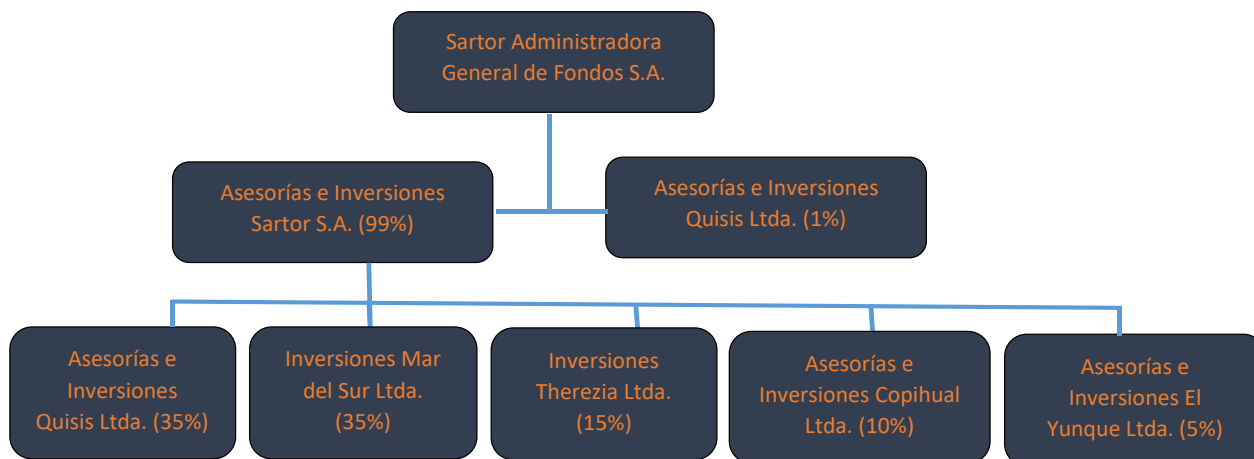 Sartor Administradora
General de Fondos S.A.
Asesorías e Inversiones
Sartor S.A. (99%)
Asesorías e Inversiones
Quisis Ltda. (1%)
Asesorías e
Inversiones
Quisis Ltda. (35%)
Inversiones Mar
del Sur Ltda.
(35%)
Inversiones
Therezia Ltda.
(15%)
Asesorías e
Inversiones Copihual
Ltda. (10%)
Asesorías e
Inversiones El
Yunque Ltda. (5%)